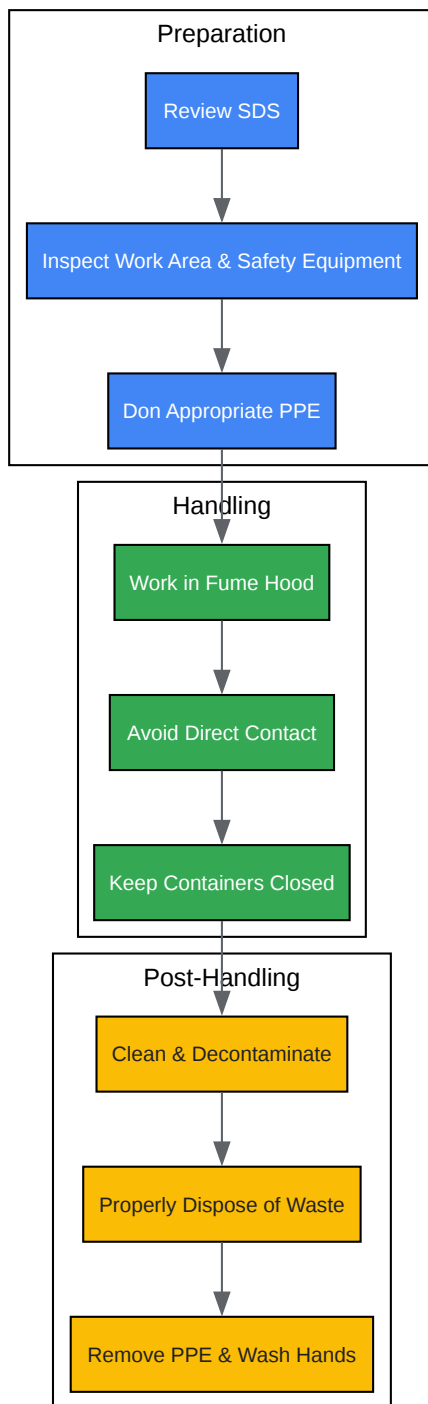 Preparation
Review SDS
Inspect Work Area & Safety Equipment
Don Appropriate PPE
Handling
Work in Fume Hood
Avoid Direct Contact
Keep Containers Closed
Post-Handling
Clean & Decontaminate
Properly Dispose of Waste
Remove PPE & Wash Hands